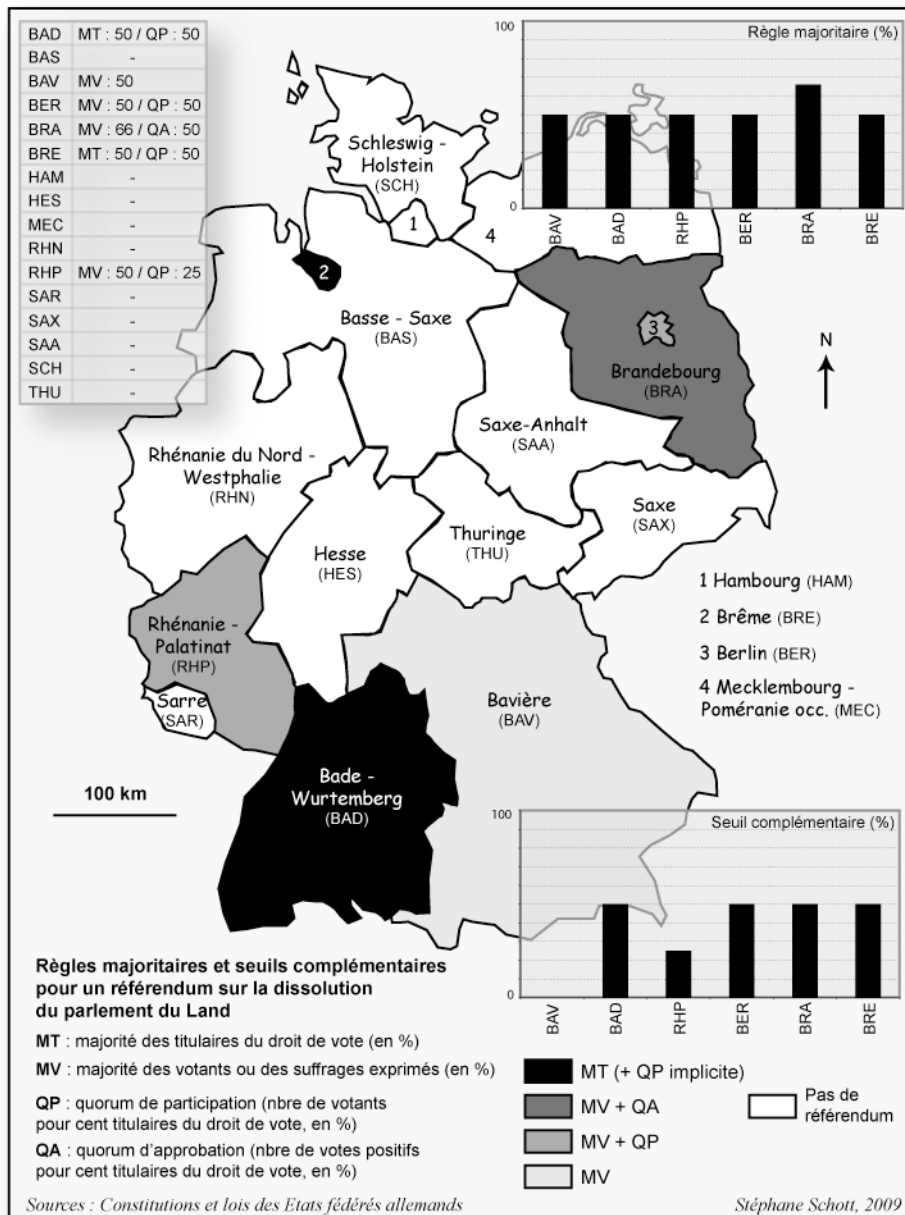 BAD MT : 50 / QP : 50
BAS -
BAV MV : 50
BER MV : 50 / QP : 50
BRA MV : 66 / QA : 50
BRE MT : 50 / QP : 50
HAM -
HES -
MEC -
RHN -
RHP MV : 50 / QP : 25
SAR -
SAX -
SAA -
SCH -
THU -
100
Règle majoritaire (%)
0
BAV BAD RHP BER BRA BRE
Schleswig -
Holstein
(SCH)
1
4
2
Basse - Saxe
(BAS)
3
Brandebourg
(BRA)
N
Saxe-Anhalt
(SAA)
Rhénanie du Nord -
Westphalie
(RHN)
Saxe
(SAX)
Thuringe
(THU)
Hesse
(HES)
Rhénanie -
Palatinat
(RHP)
Sarre
(SAR)
Bavière
(BAV)
Bade -
Wurtemberg
(BAD)
1 Hambourg (HAM)
2 Brême (BRE)
3 Berlin (BER)
4 Mecklembourg -
Poméranie occ. (MEC)
100 km
100
Seuil complémentaire (%)
0
BAV BAD RHP BER BRA BRE
Règles majoritaires et seuils complémentaires
pour un référendum sur la dissolution
du parlement du Land
MT : majorité des titulaires du droit de vote (en %)
MV : majorité des votants ou des suffrages exprimés (en %)
QP : quorum de participation (nbre de votants
pour cent titulaires du droit de vote, en %)
QA : quorum d'approbation (nbre de votes positifs
pour cent titulaires du droit de vote, en %)
MT (+ QP implicite)
MV + QA
MV + QP
MV
Pas de
référendum
Sources : Constitutions et lois des Etats fédérés allemands
Stéphane Schott, 2009